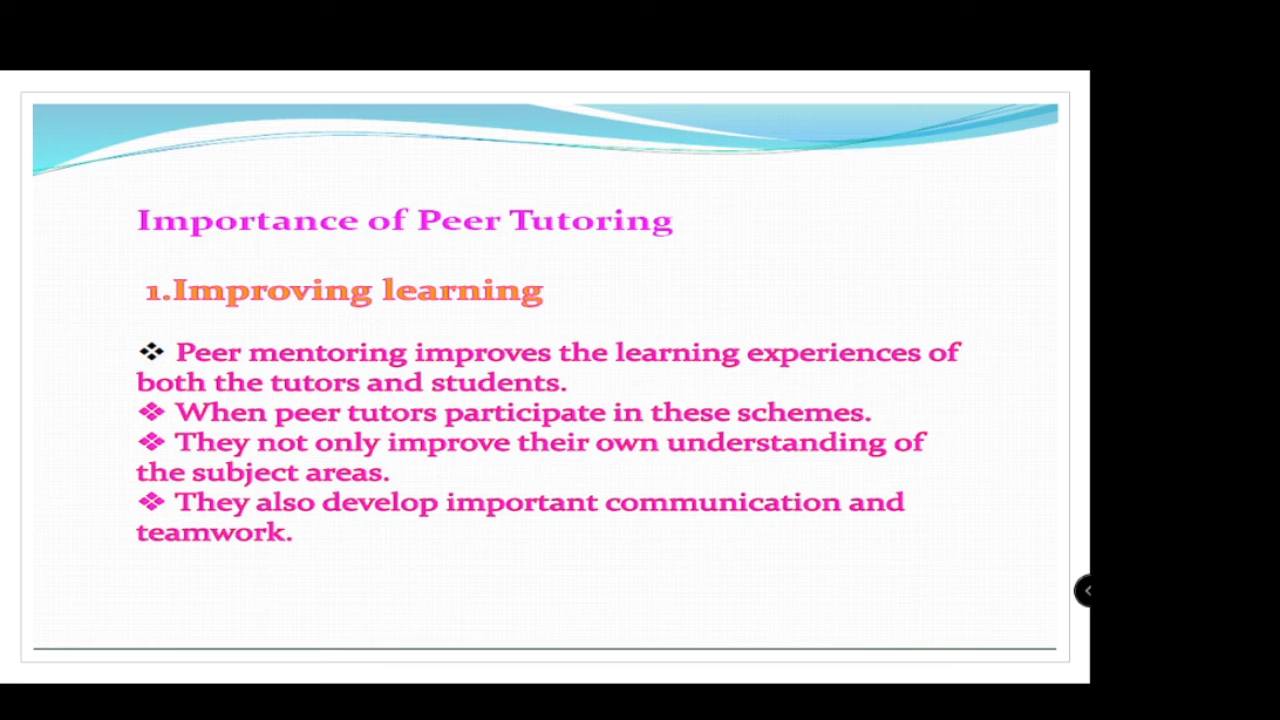 Importance of Peer Tutoring
1.Improving learning
❖ Peer mentoring improves the learning experiences of
both the tutors and students.
❖ When peer tutors participate in these schemes.
❖ They not only improve their own understanding of
the subject areas.
❖ They also develop important communication and
teamwork.